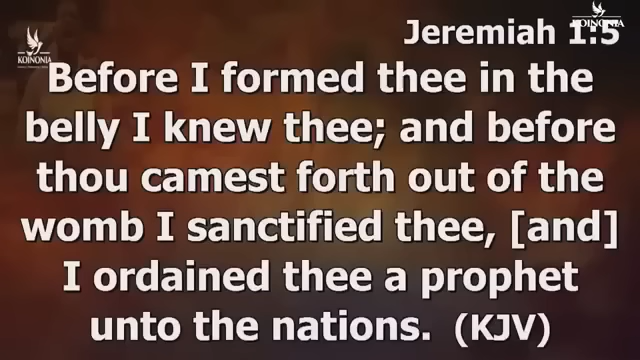 KOINONIA
KOINONIA
Jeremiah 1:5
Before I formed thee in the
belly I knew thee; and before
thou camest forth out of the
womb I sanctified thee, [and]
I ordained thee a prophet
unto the nations. (KJV)